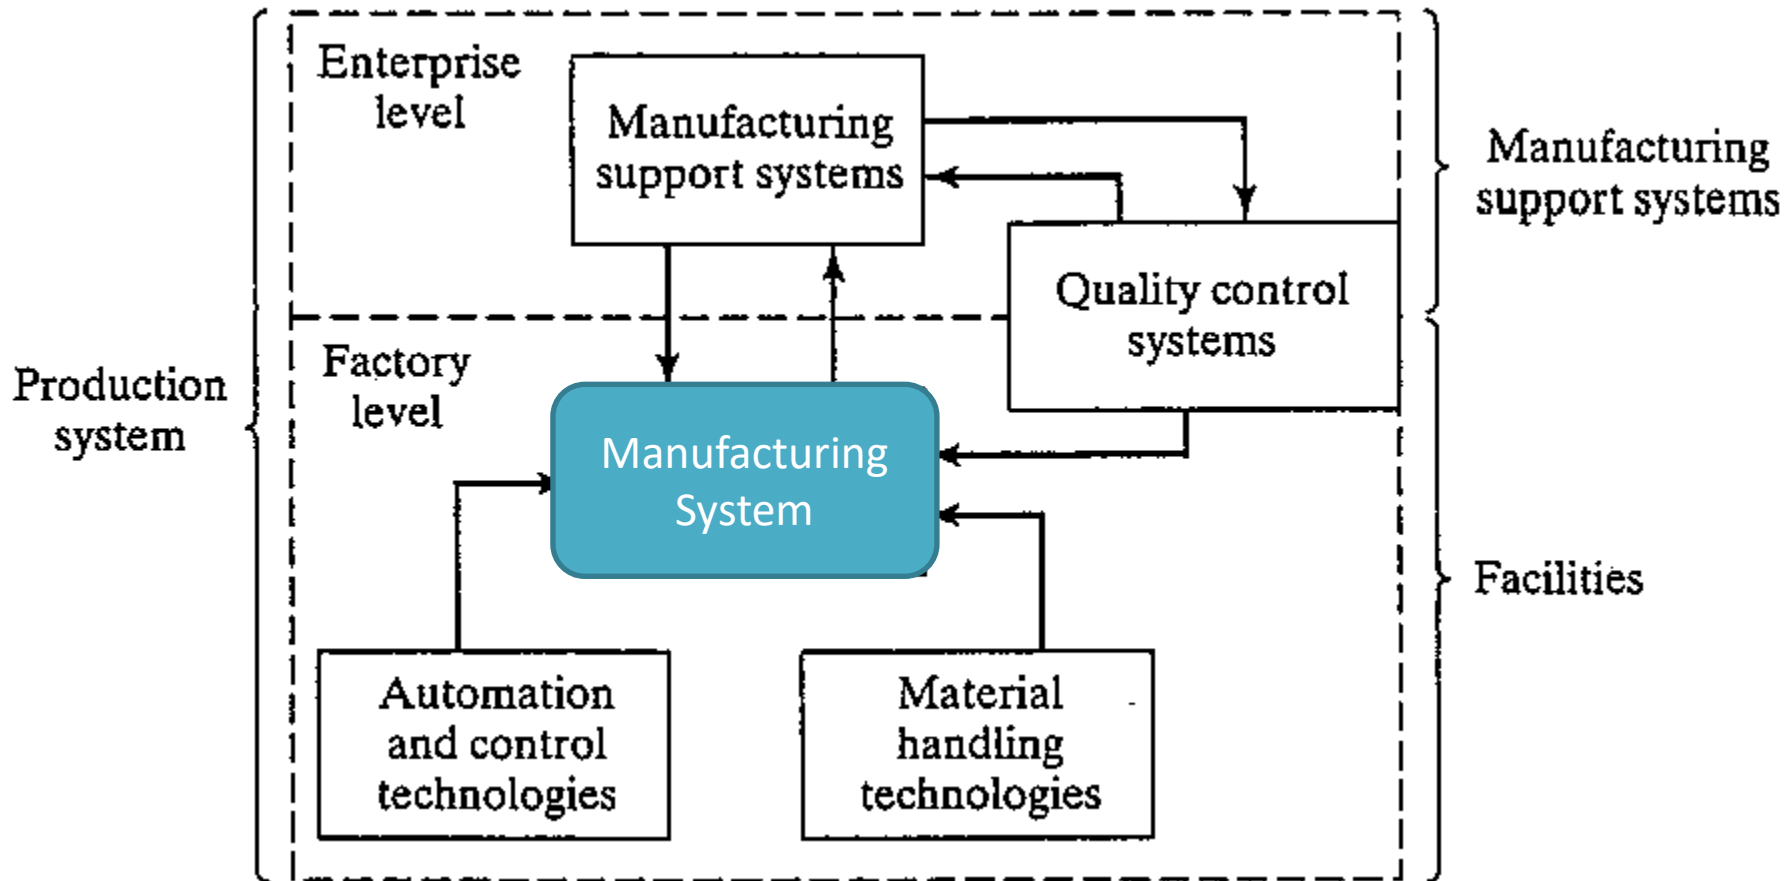 Enterprise
level
Manufacturing
support systems
Manufacturing
support systems
Quality control
systems
Factory
level
Production
system
Manufacturing
System
Facilities
Automation
and control
technologies
Material
handling
technologies